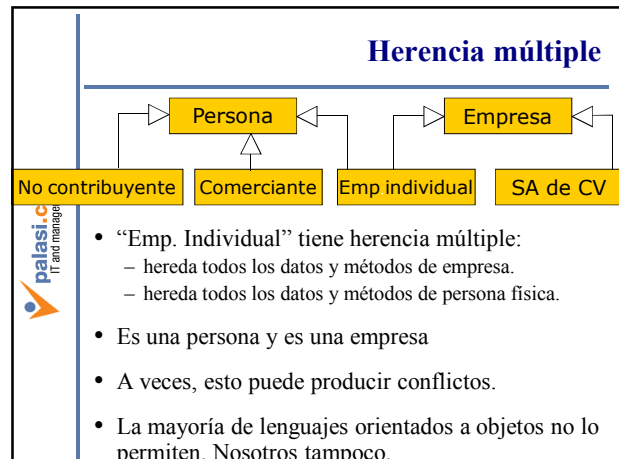 Herencia múltiple
Persona
Empresa
No contribuyente
Comerciante
Emp individual
SA de CV
palasi.c
IT and manage
• “Emp. Individual” tiene herencia múltiple:
– hereda todos los datos y métodos de empresa.
– hereda todos los datos y métodos de persona física.
• Es una persona y es una empresa
• A veces, esto puede producir conflictos.
• La mayoría de lenguajes orientados a objetos no lo
permiten. Nosotros tampoco.